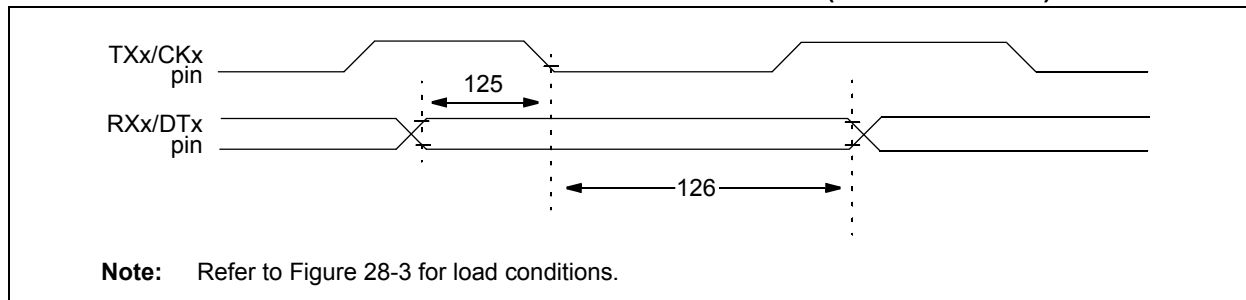 TXx/CKx
pin
125
RXx/DTx
pin
126
Note: Refer to Figure 28-3 for load conditions.